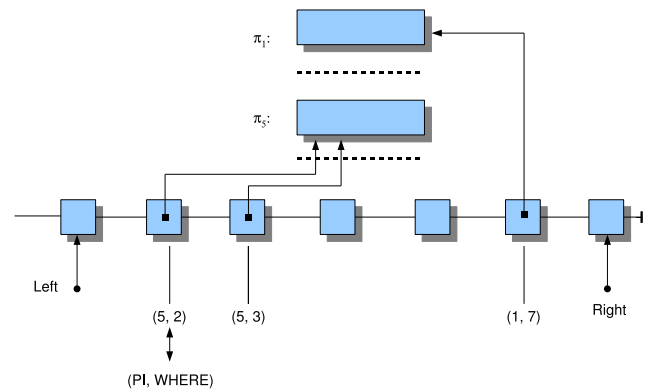 π1:
π5:
Left
(5, 2)
(5, 3)
(1, 7)
Right
(PI, WHERE)